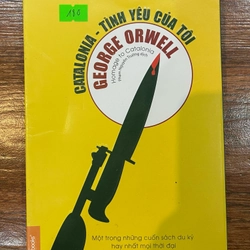 CATALONIA - TÌNH YÊU CỦA TÔI
GEORGE ORWELL
Homage to Catalonia
Một trong những cuốn sách du ký
hay nhất mọi thời đại